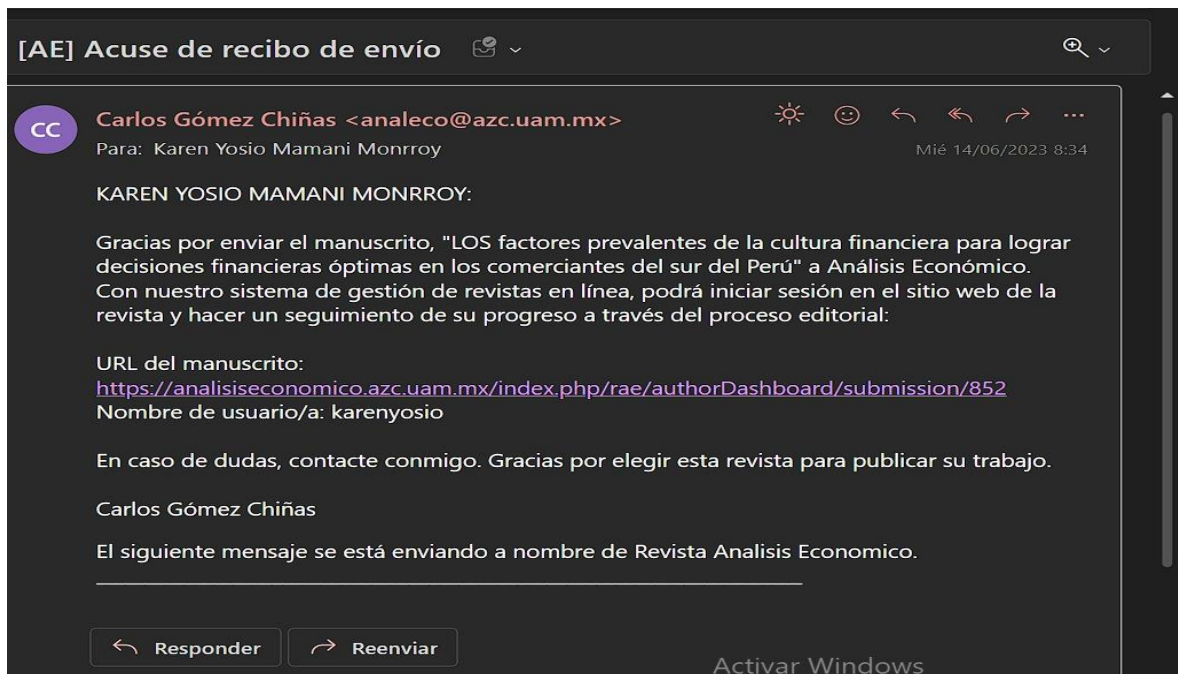 [AE] Acuse de recibo de envío
CC
Carlos Gómez Chiñas <analeco@azc.uam.mx>
Para: Karen Yosio Mamani Monrroy
Mié 14/06/2023 8:34
KAREN YOSIO MAMANI MONRROY:
Gracias por enviar el manuscrito, "LOS factores prevalentes de la cultura financiera para lograr
decisiones financieras óptimas en los comerciantes del sur del Perú" a Análisis Económico.
Con nuestro sistema de gestión de revistas en línea, podrá iniciar sesión en el sitio web de la
revista y hacer un seguimiento de su progreso a través del proceso editorial:
URL del manuscrito:
https://analisiseconomico.azc.uam.mx/index.php/rae/authorDashboard/submission/852
Nombre de usuario/a: karenyosio
En caso de dudas, contacte conmigo. Gracias por elegir esta revista para publicar su trabajo.
Carlos Gómez Chiñas
El siguiente mensaje se está enviando a nombre de Revista Analisis Economico.
Responder
Reenviar
Activar Windows